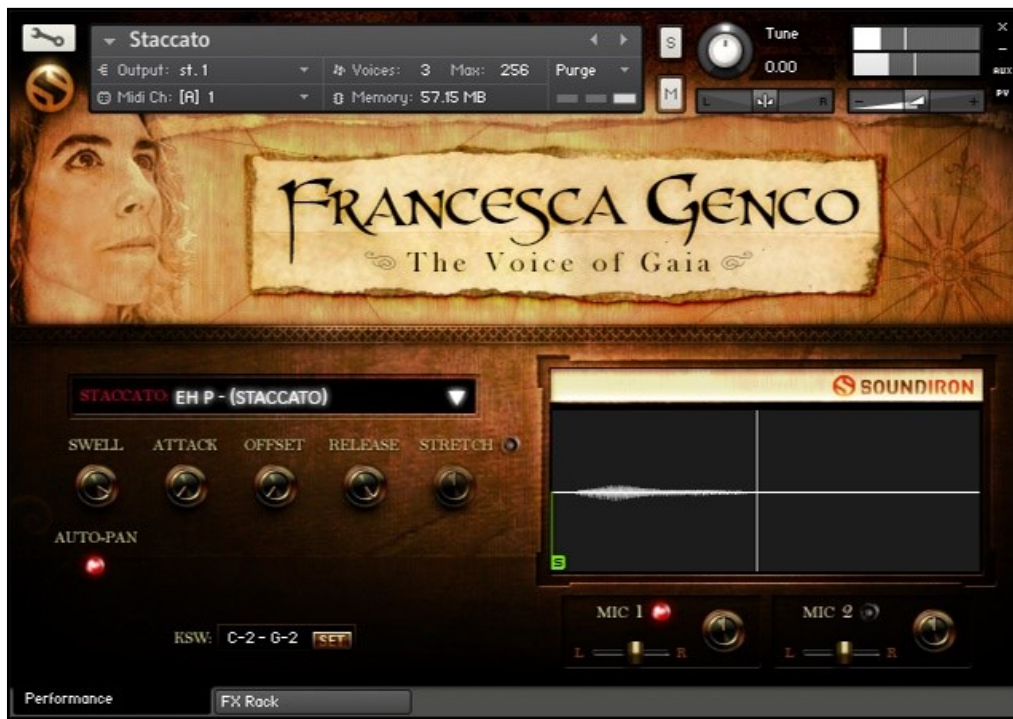 Staccato
S
Tune
0.00
Output: st.1
Voices: 3 Max: 256
Purge
Midi Ch: [A] 1
Memory: 57.15 MB
M
L R
- +
×
–
AUX
PV
FRANCESCA GENCO
The Voice of Gaia
STACCATO: EH P - (STACCATO)
SWELL ATTACK OFFSET RELEASE STRETCH
AUTO-PAN
KSW: C-2 - G-2 SET
SOUNDIRON
S
MIC 1
L R
MIC 2
L R
Performance
FX Rack